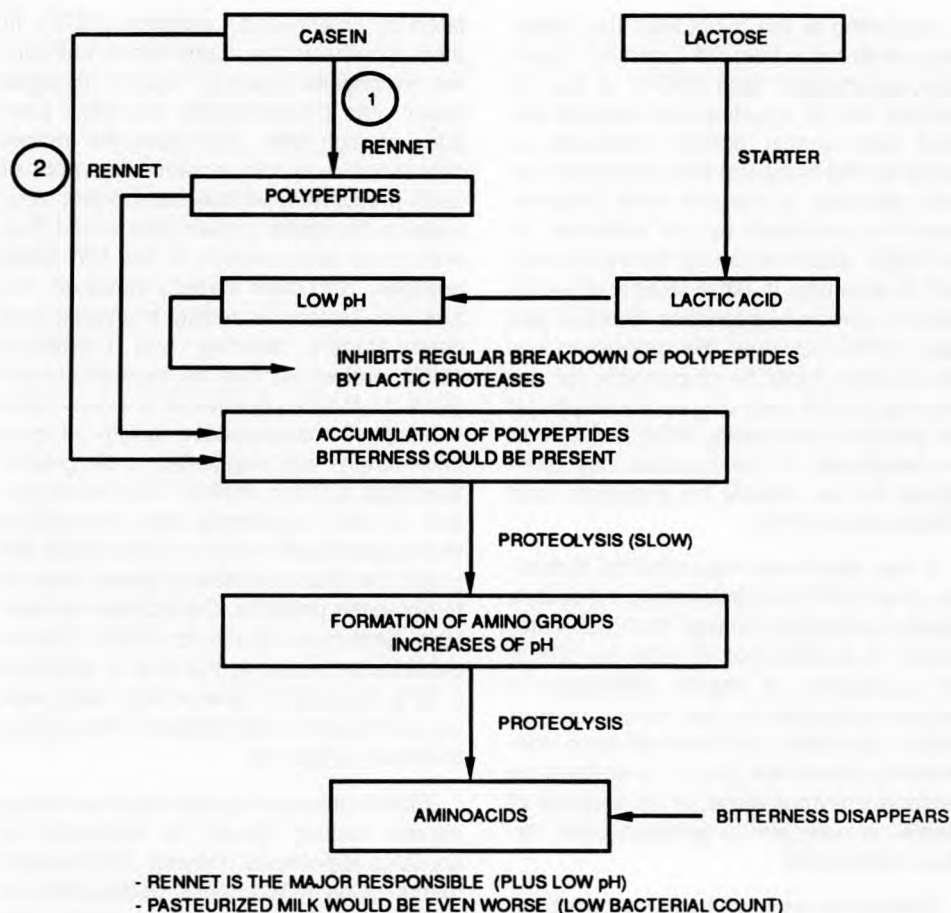 CASEIN
LACTOSE
1
RENNET
STARTER
2
RENNET
POLYPEPTIDES
LOW pH
LACTIC ACID
INHIBITS REGULAR BREAKDOWN OF POLYPEPTIDES
BY LACTIC PROTEASES
ACCUMULATION OF POLYPEPTIDES
BITTERNESS COULD BE PRESENT
PROTEOLYSIS (SLOW)
FORMATION OF AMINO GROUPS
INCREASES OF pH
PROTEOLYSIS
AMINOACIDS
BITTERNESS DISAPPEARS
- RENNET IS THE MAJOR RESPONSIBLE (PLUS LOW pH)
- PASTEURIZED MILK WOULD BE EVEN WORSE (LOW BACTERIAL COUNT)